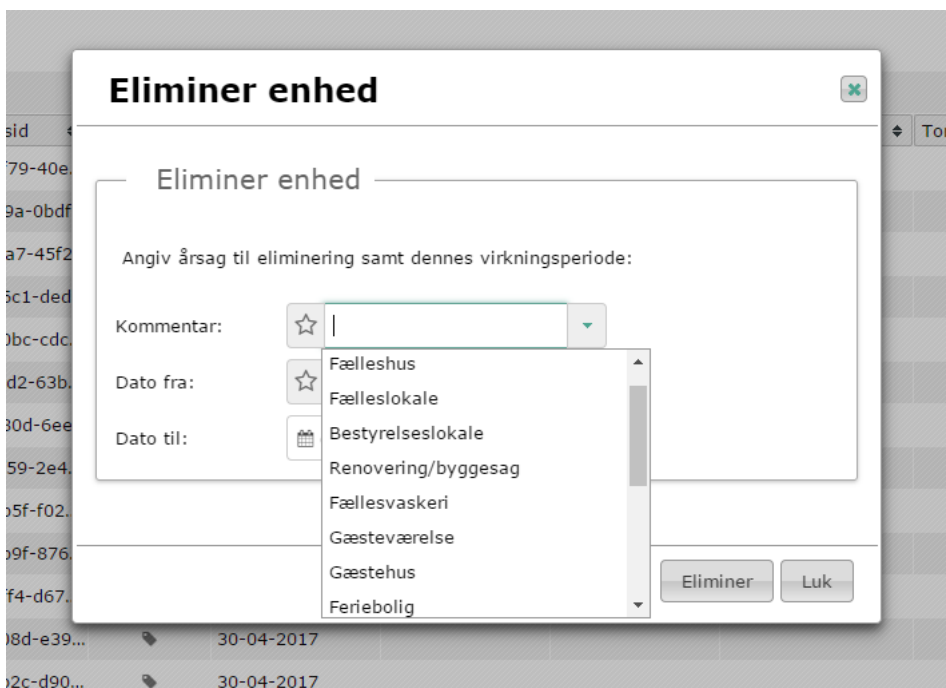 Eliminer enhed
sid
Eliminer enhed
Angiv årsag til eliminering samt dennes virkningsperiode:
Kommentar:
Fælleshus
Dato fra:
Fælleslokale
Dato til:
Bestyrelseslokale
Renovering/byggesag
Fællesvaskeri
Gæsteværelse
Gæstehus
Feriebolig
Eliminer
Luk
30-04-2017
30-04-2017